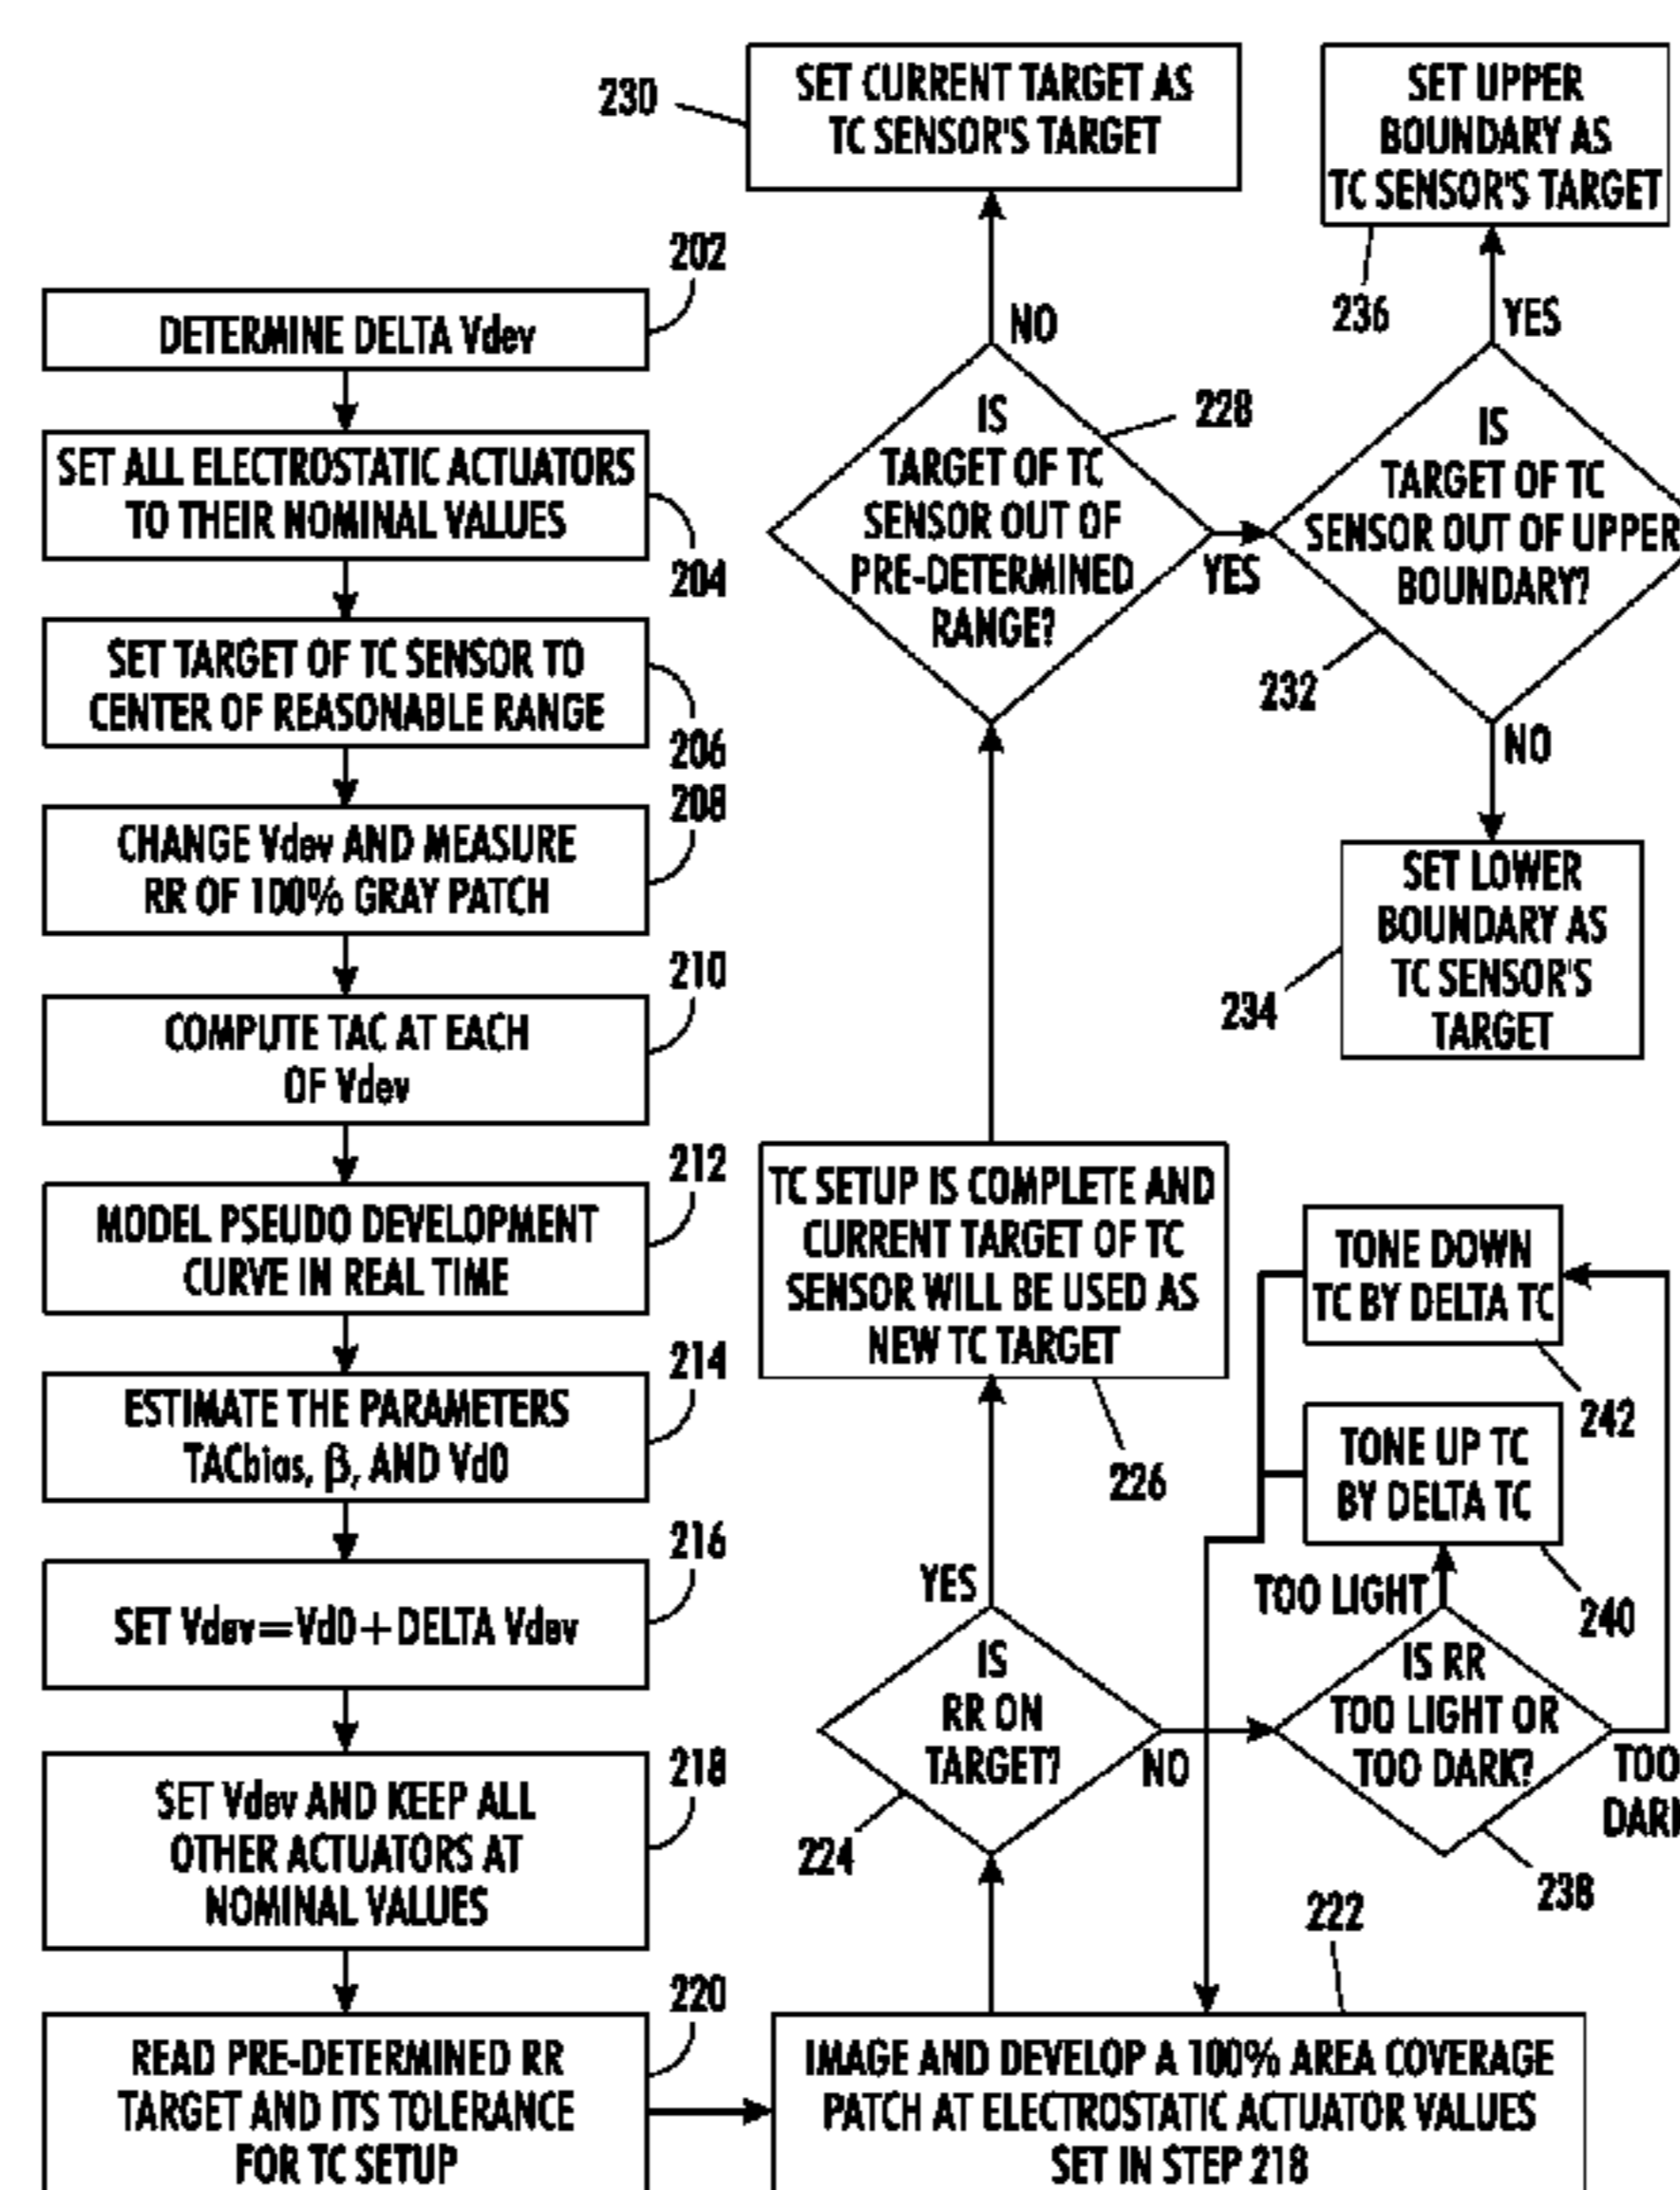 202
DETERMINE DELTA Vdev
SET ALL ELECTROSTATIC ACTUATORS
TO THEIR NOMINAL VALUES
204
SET TARGET OF TC SENSOR TO
CENTER OF REASONABLE RANGE
206
208
CHANGE Vdev AND MEASURE
RR OF 100% GRAY PATCH
210
COMPUTE TAC AT EACH
OF Vdev
212
MODEL PSEUDO DEVELOPMENT
CURVE IN REAL TIME
214
ESTIMATE THE PARAMETERS
TACbias, β, AND Vd0
216
SET Vdev=Vd0+DELTA Vdev
218
SET Vdev AND KEEP ALL
OTHER ACTUATORS AT
NOMINAL VALUES
220
READ PRE-DETERMINED RR
TARGET AND ITS TOLERANCE
FOR TC SETUP
222
IMAGE AND DEVELOP A 100% AREA COVERAGE
PATCH AT ELECTROSTATIC ACTUATOR VALUES
SET IN STEP 218
224
IS
RR ON
TARGET?
YES
NO
226
TC SETUP IS COMPLETE AND
CURRENT TARGET OF TC
SENSOR WILL BE USED AS
NEW TC TARGET
228
IS
TARGET OF TC
SENSOR OUT OF
PRE-DETERMINED
RANGE?
NO
YES
230
SET CURRENT TARGET AS
TC SENSOR'S TARGET
232
IS
TARGET OF TC
SENSOR OUT OF UPPER
BOUNDARY?
YES
NO
236
SET UPPER
BOUNDARY AS
TC SENSOR'S TARGET
234
SET LOWER
BOUNDARY AS
TC SENSOR'S
TARGET
238
IS RR
TOO LIGHT OR
TOO DARK?
TOO LIGHT
TOO
DARK
240
TONE UP TC
BY DELTA TC
242
TONE DOWN
TC BY DELTA TC